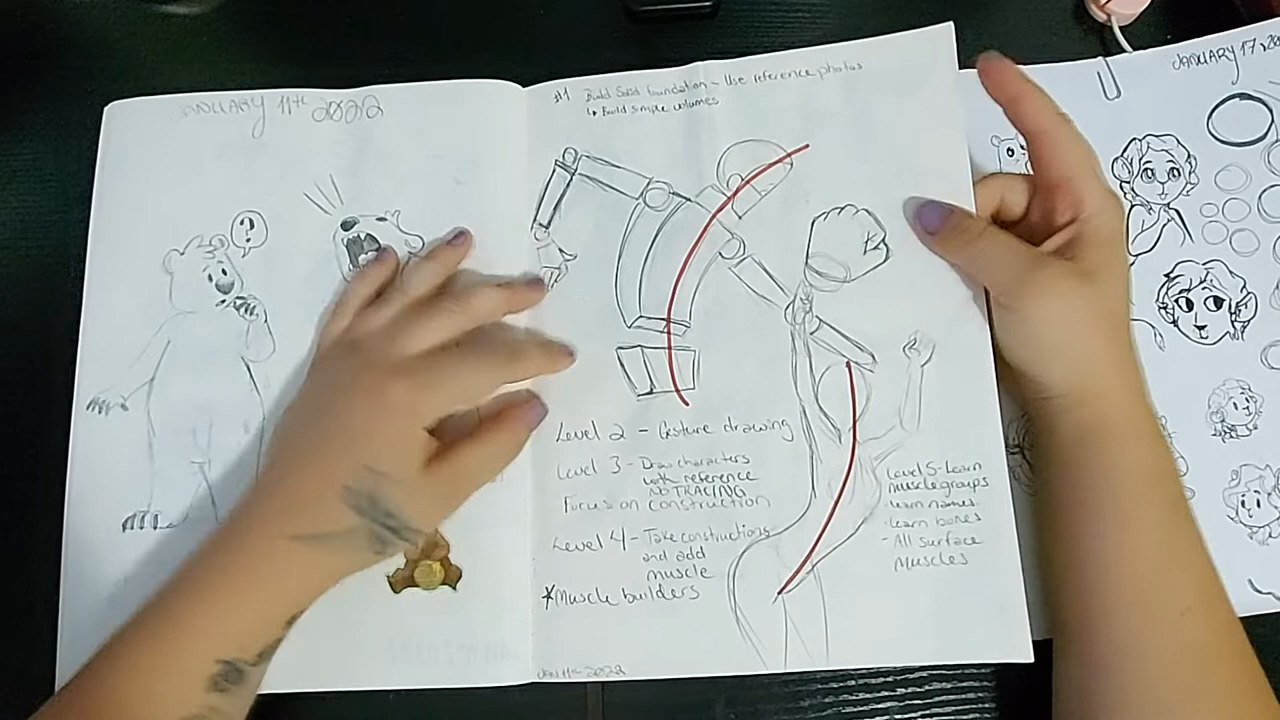 JANUARY 11th 2022
?
#1 Build Solid foundation - Use reference photos
↳ Build simple volumes
Level 2 - Gesture drawing
Level 3 - Draw characters
with reference
NO TRACING
Focus on construction
Level 4 - Take constructions
and add
muscle
*Muscle builders
Level 5 - Learn
muscle groups
- Learn names
- Learn bones
- All surface
muscles
JAN 11th 2022
JANUARY 17, 20